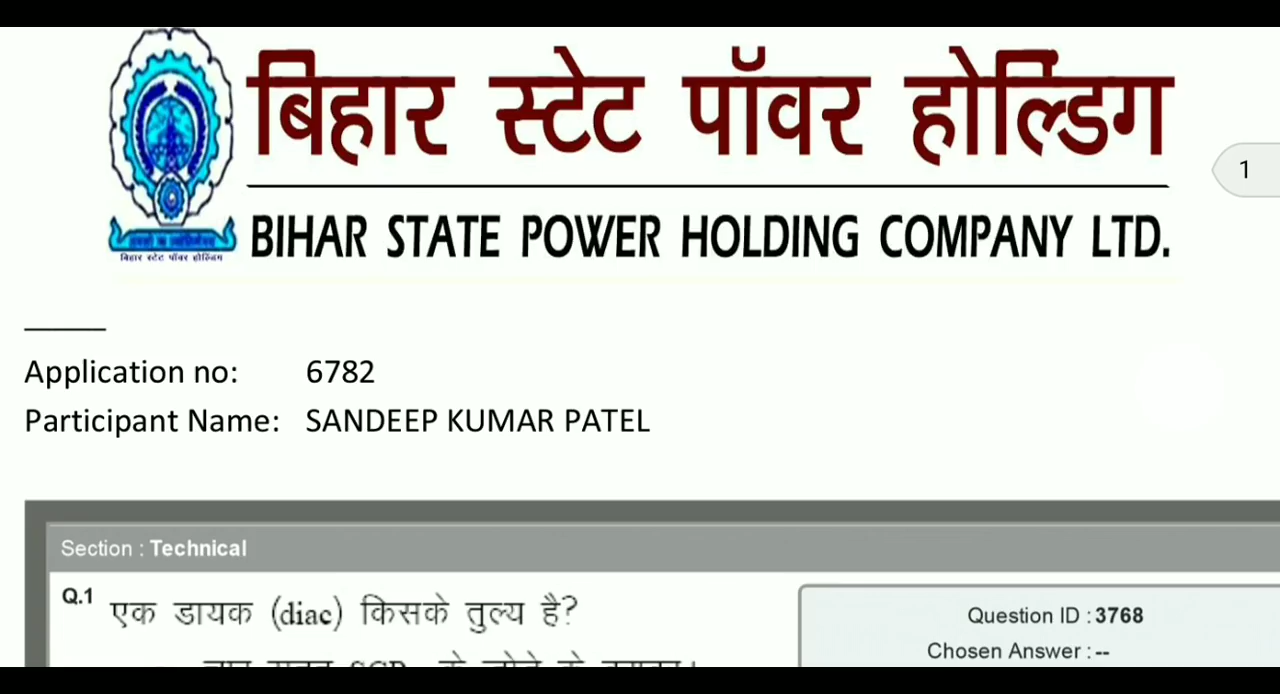 बिहार स्टेट पॉवर होल्डिग
BIHAR STATE POWER HOLDING COMPANY LTD.
बिहार स्टेट पॉवर होल्डिग
1
Application no: 6782
Participant Name: SANDEEP KUMAR PATEL
Section : Technical
Q.1 एक डायक (diac) किसके तुल्य है?
Question ID : 3768
Chosen Answer : --